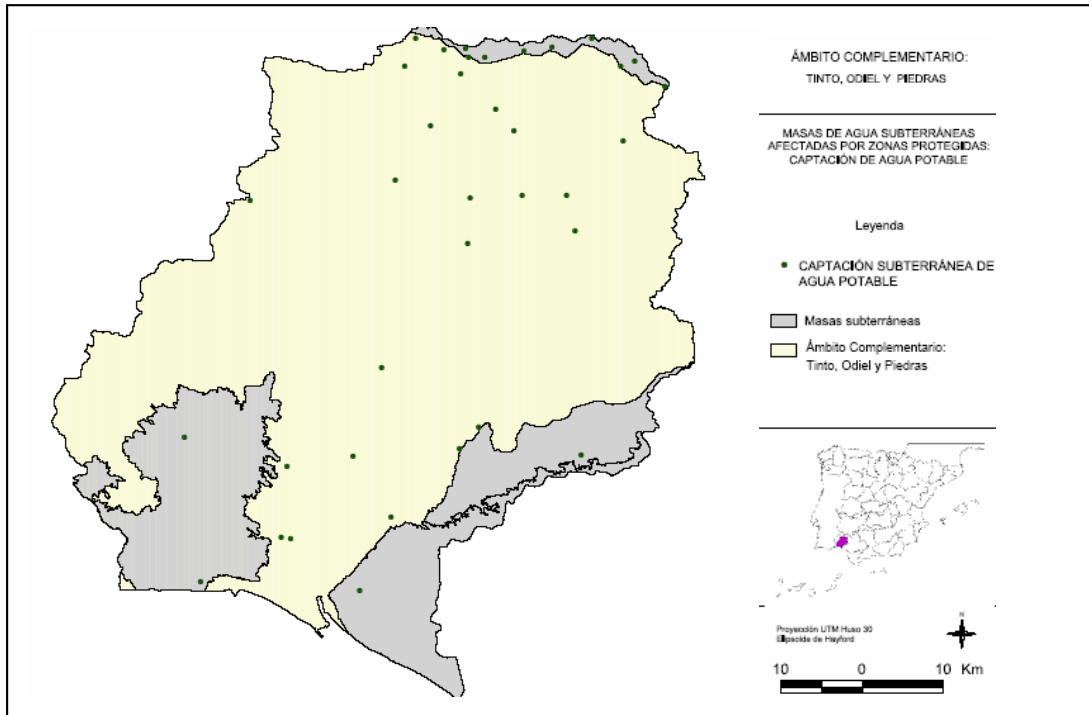 ÁMBITO COMPLEMENTARIO:
TINTO, ODIEL Y PIEDRAS
MASAS DE AGUA SUBTERRÁNEAS
AFECTADAS POR ZONAS PROTEGIDAS:
CAPTACIÓN DE AGUA POTABLE
Leyenda
CAPTACIÓN SUBTERRÁNEA DE
AGUA POTABLE
Masas subterráneas
Ámbito Complementario:
Tinto, Odiel y Piedras
Proyección UTM Huso 30
Elipsoide de Hayford
N
10 0 10 Km